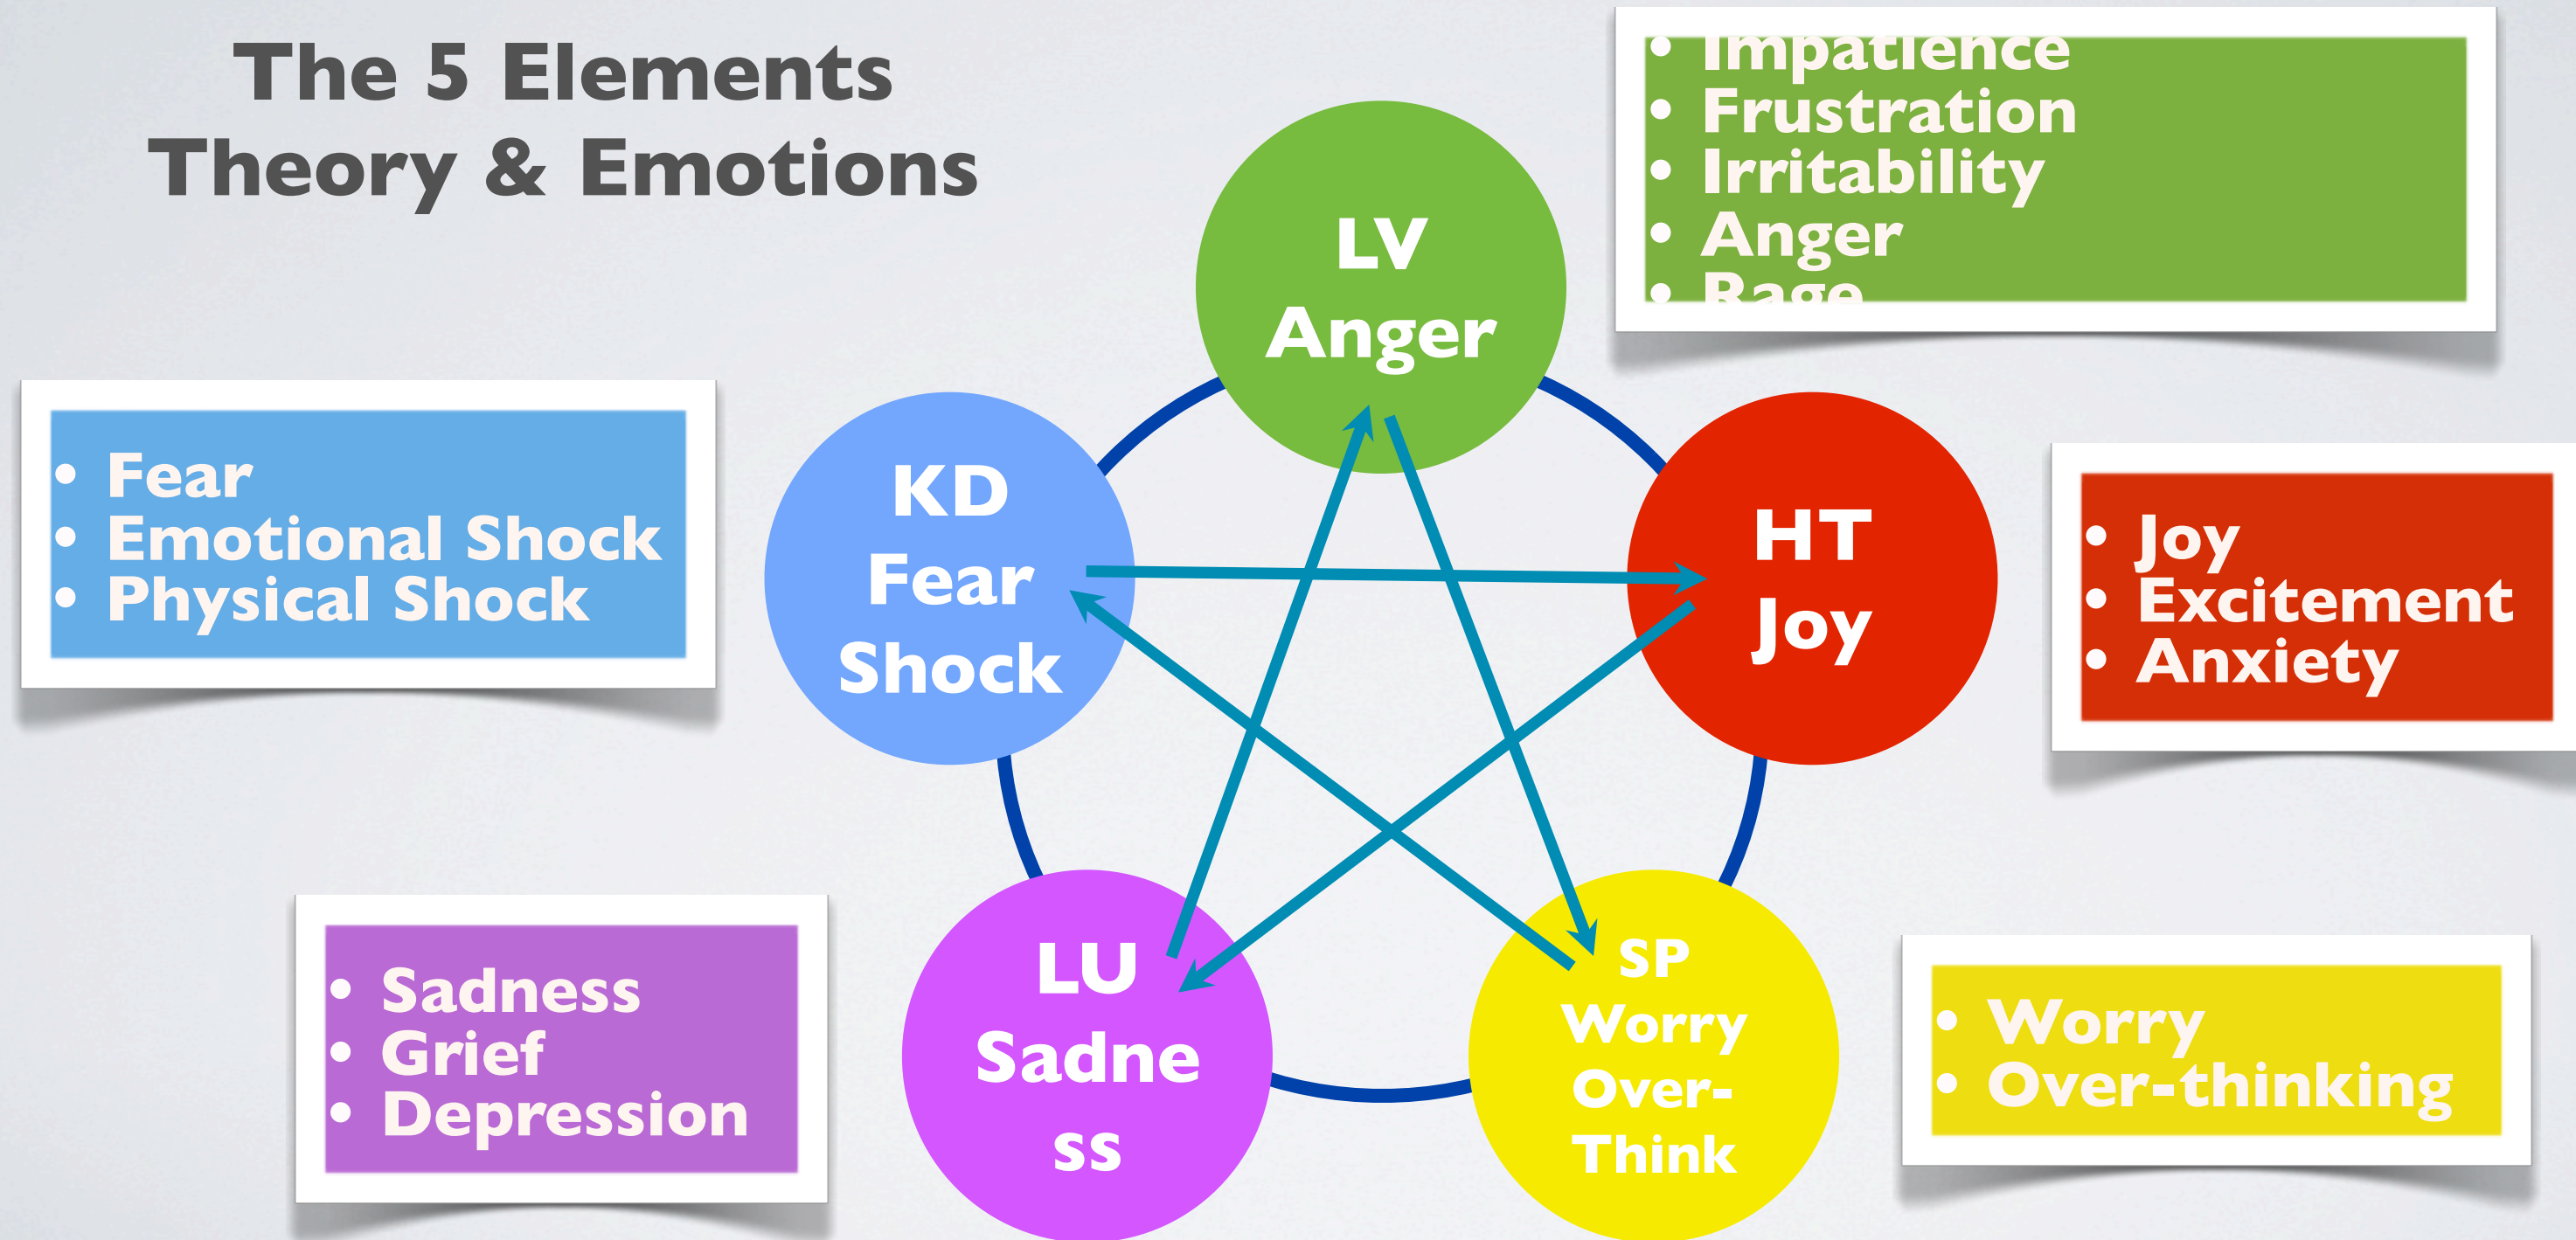 The 5 Elements
Theory & Emotions
• Impatience
• Frustration
• Irritability
• Anger
• Rage
LV
Anger
• Fear
• Emotional Shock
• Physical Shock
KD
Fear
Shock
HT
Joy
• Joy
• Excitement
• Anxiety
• Sadness
• Grief
• Depression
LU
Sadne
ss
SP
Worry
Over-
Think
• Worry
• Over-thinking